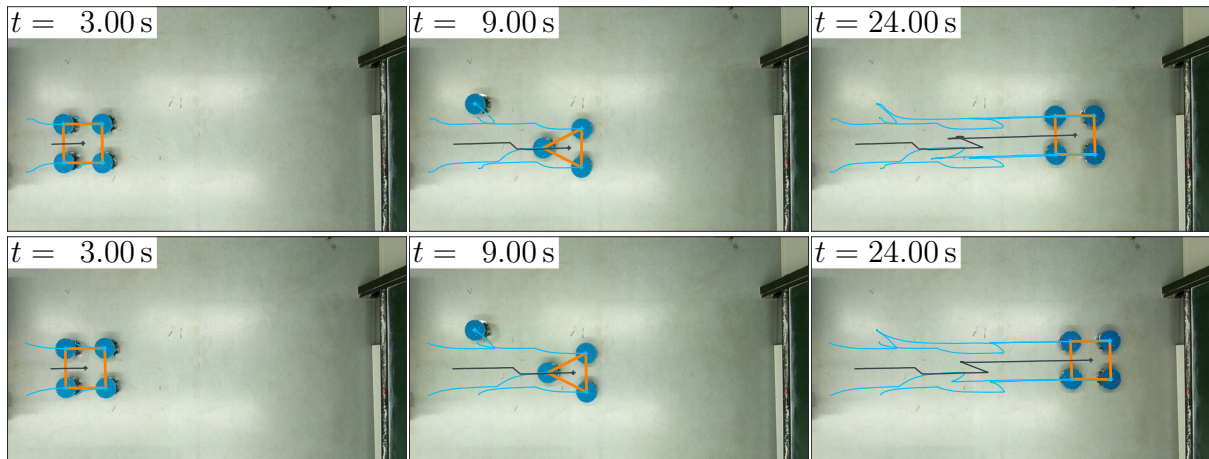 t = 3.00 s
t = 9.00 s
t = 24.00 s
t = 3.00 s
t = 9.00 s
t = 24.00 s